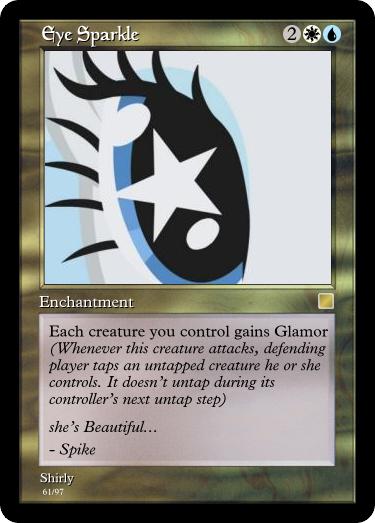 Eye Sparkle 2
Enchantment
Each creature you control gains Glamor
(Whenever this creature attacks, defending
player taps an untapped creature he or she
controls. It doesn't untap during its
controller's next untap step)
she's Beautiful...
- Spike
Shirly
61/97